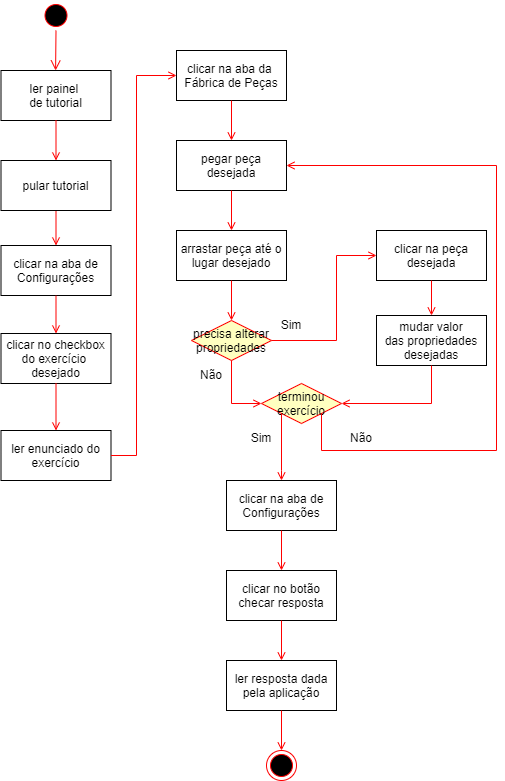 ler painel
de tutorial
pular tutorial
clicar na aba de
Configurações
clicar no checkbox
do exercício
desejado
ler enunciado do
exercício
clicar na aba da
Fábrica de Peças
pegar peça
desejada
arrastar peça até o
lugar desejado
precisa alterar
propriedades
Sim
Não
clicar na peça
desejada
mudar valor
das propriedades
desejadas
terminou
exercício
Sim
Não
clicar na aba de
Configurações
clicar no botão
checar resposta
ler resposta dada
pela aplicação